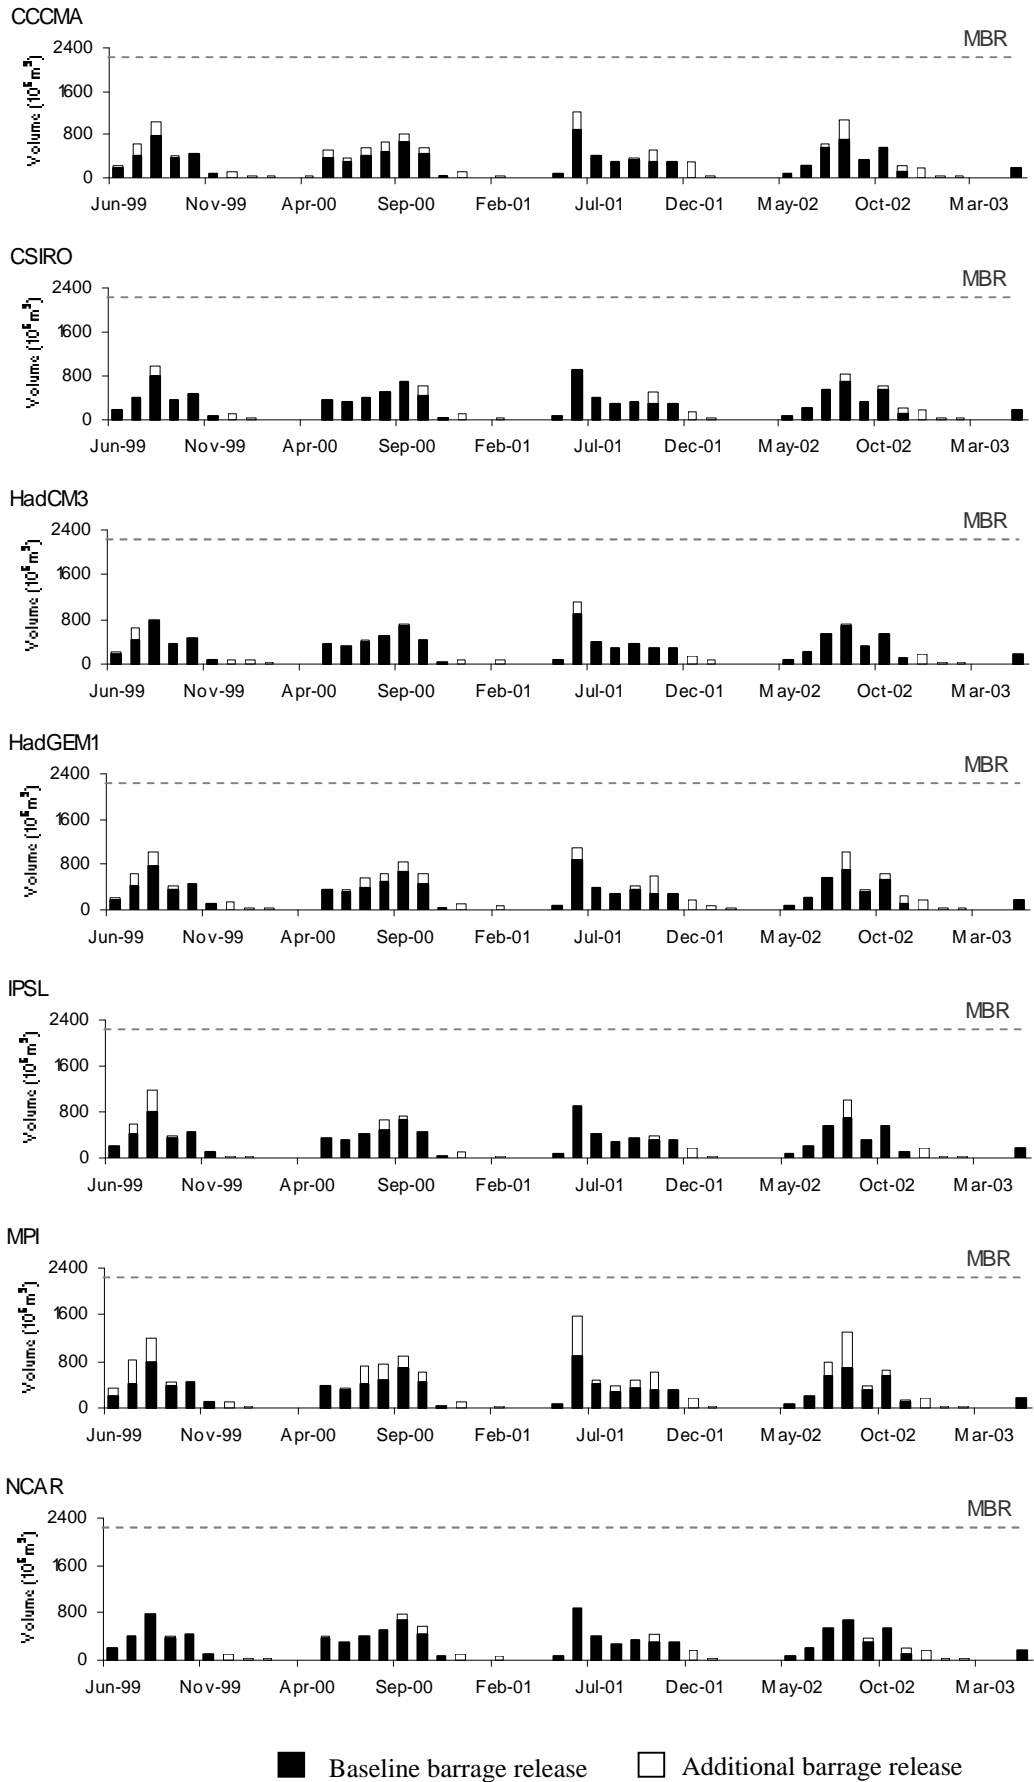 CCCMA
MBR
Volume (10⁶m³)
2400
1600
800
0
Jun-99 Nov-99 Apr-00 Sep-00 Feb-01 Jul-01 Dec-01 May-02 Oct-02 Mar-03
CSIRO
MBR
Volume (10⁶m³)
2400
1600
800
0
Jun-99 Nov-99 Apr-00 Sep-00 Feb-01 Jul-01 Dec-01 May-02 Oct-02 Mar-03
HadCM3
MBR
Volume (10⁶m³)
2400
1600
800
0
Jun-99 Nov-99 Apr-00 Sep-00 Feb-01 Jul-01 Dec-01 May-02 Oct-02 Mar-03
HadGEM1
MBR
Volume (10⁶m³)
2400
1600
800
0
Jun-99 Nov-99 Apr-00 Sep-00 Feb-01 Jul-01 Dec-01 May-02 Oct-02 Mar-03
IPSL
MBR
Volume (10⁶m³)
2400
1600
800
0
Jun-99 Nov-99 Apr-00 Sep-00 Feb-01 Jul-01 Dec-01 May-02 Oct-02 Mar-03
MPI
MBR
Volume (10⁶m³)
2400
1600
800
0
Jun-99 Nov-99 Apr-00 Sep-00 Feb-01 Jul-01 Dec-01 May-02 Oct-02 Mar-03
NCAR
MBR
Volume (10⁶m³)
2400
1600
800
0
Jun-99 Nov-99 Apr-00 Sep-00 Feb-01 Jul-01 Dec-01 May-02 Oct-02 Mar-03
Baseline barrage release Additional barrage release